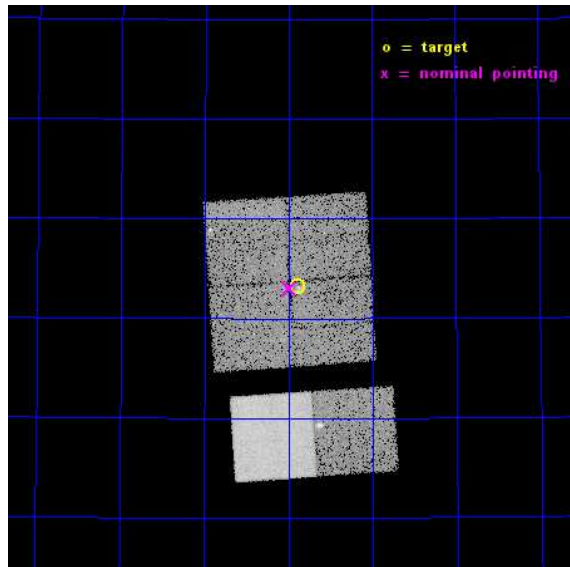 o = target
x = nominal pointing